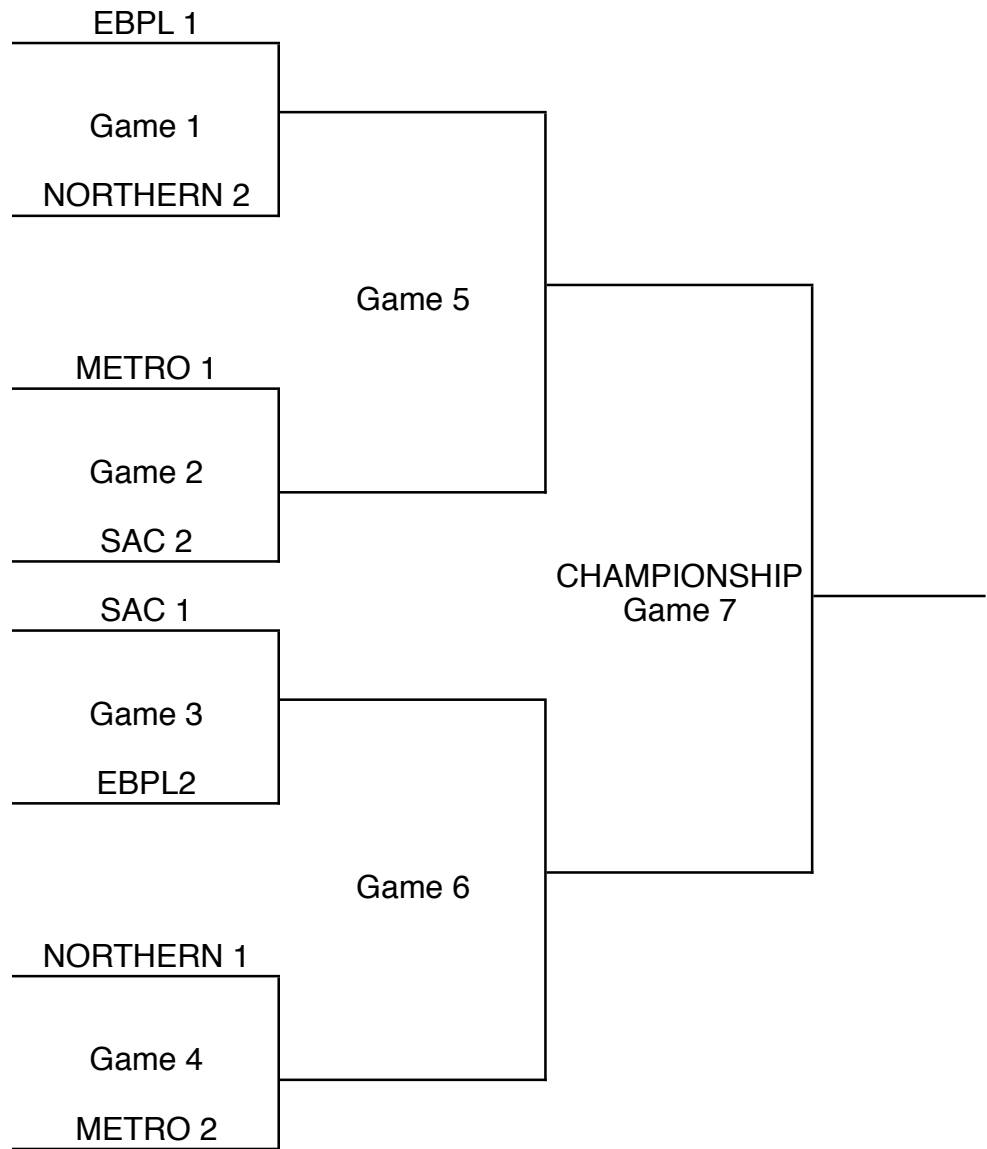 EBPL 1
Game 1
NORTHERN 2
Game 5
METRO 1
Game 2
SAC 2
CHAMPIONSHIP
Game 7
SAC 1
Game 3
EBPL2
Game 6
NORTHERN 1
Game 4
METRO 2